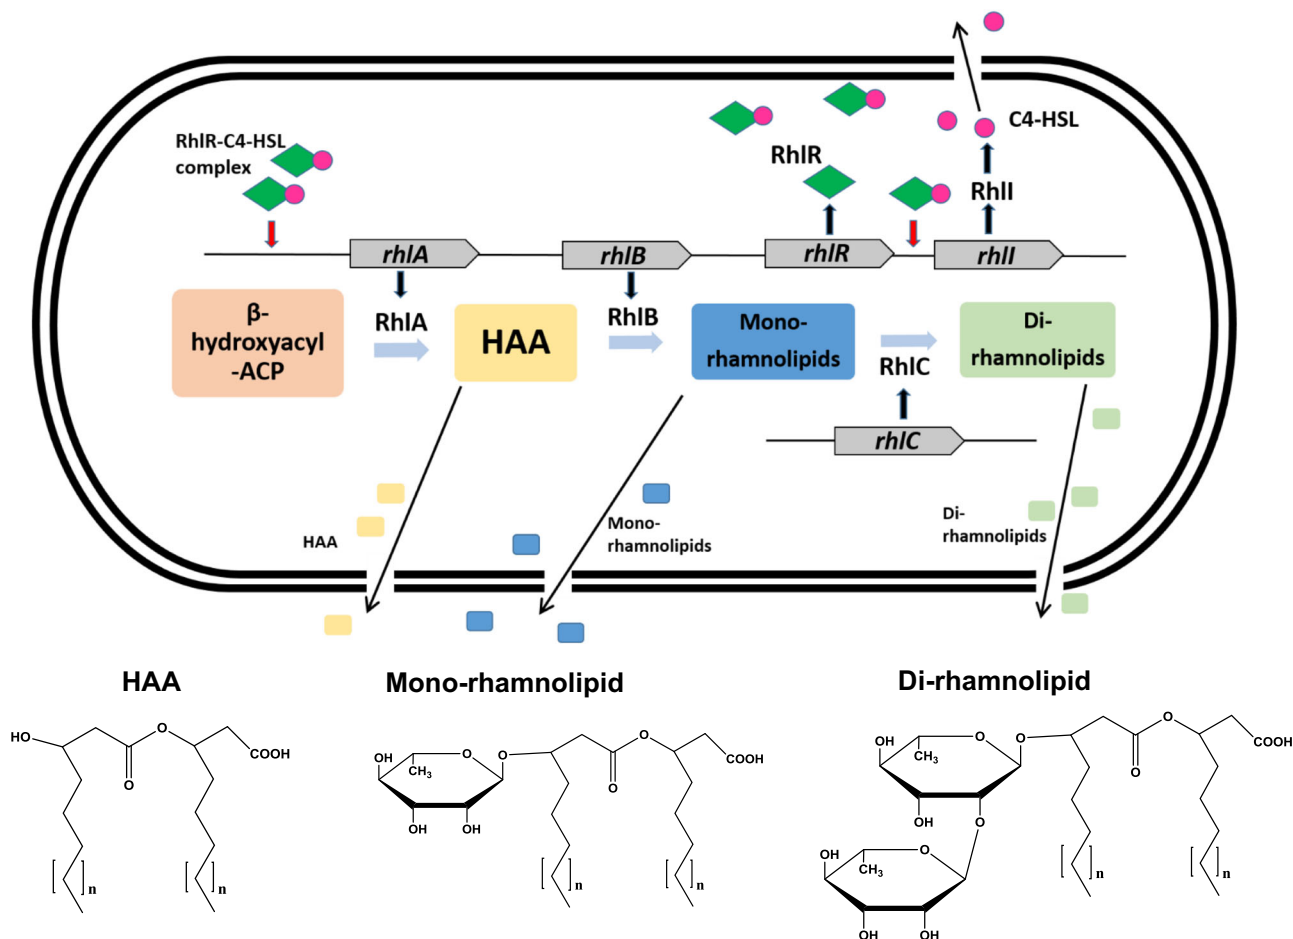 C4-HSL
RhlR-C4-HSL
complex
RhlR
RhlI
rhlA
rhlB
rhlR
rhlI
β-
hydroxyacyl
-ACP
RhlA
HAA
RhlB
Mono-
rhamnolipids
RhlC
Di-
rhamnolipids
rhlC
HAA
Mono-
rhamnolipids
Di-
rhamnolipids
HAA
Mono-rhamnolipid
Di-rhamnolipid
HO
O
O
COOH
n
n
OH
O
CH3
O
O
O
COOH
OH
OH
n
n
OH
O
CH3
O
O
O
COOH
OH
O
OH
O
CH3
OH
OH
n
n